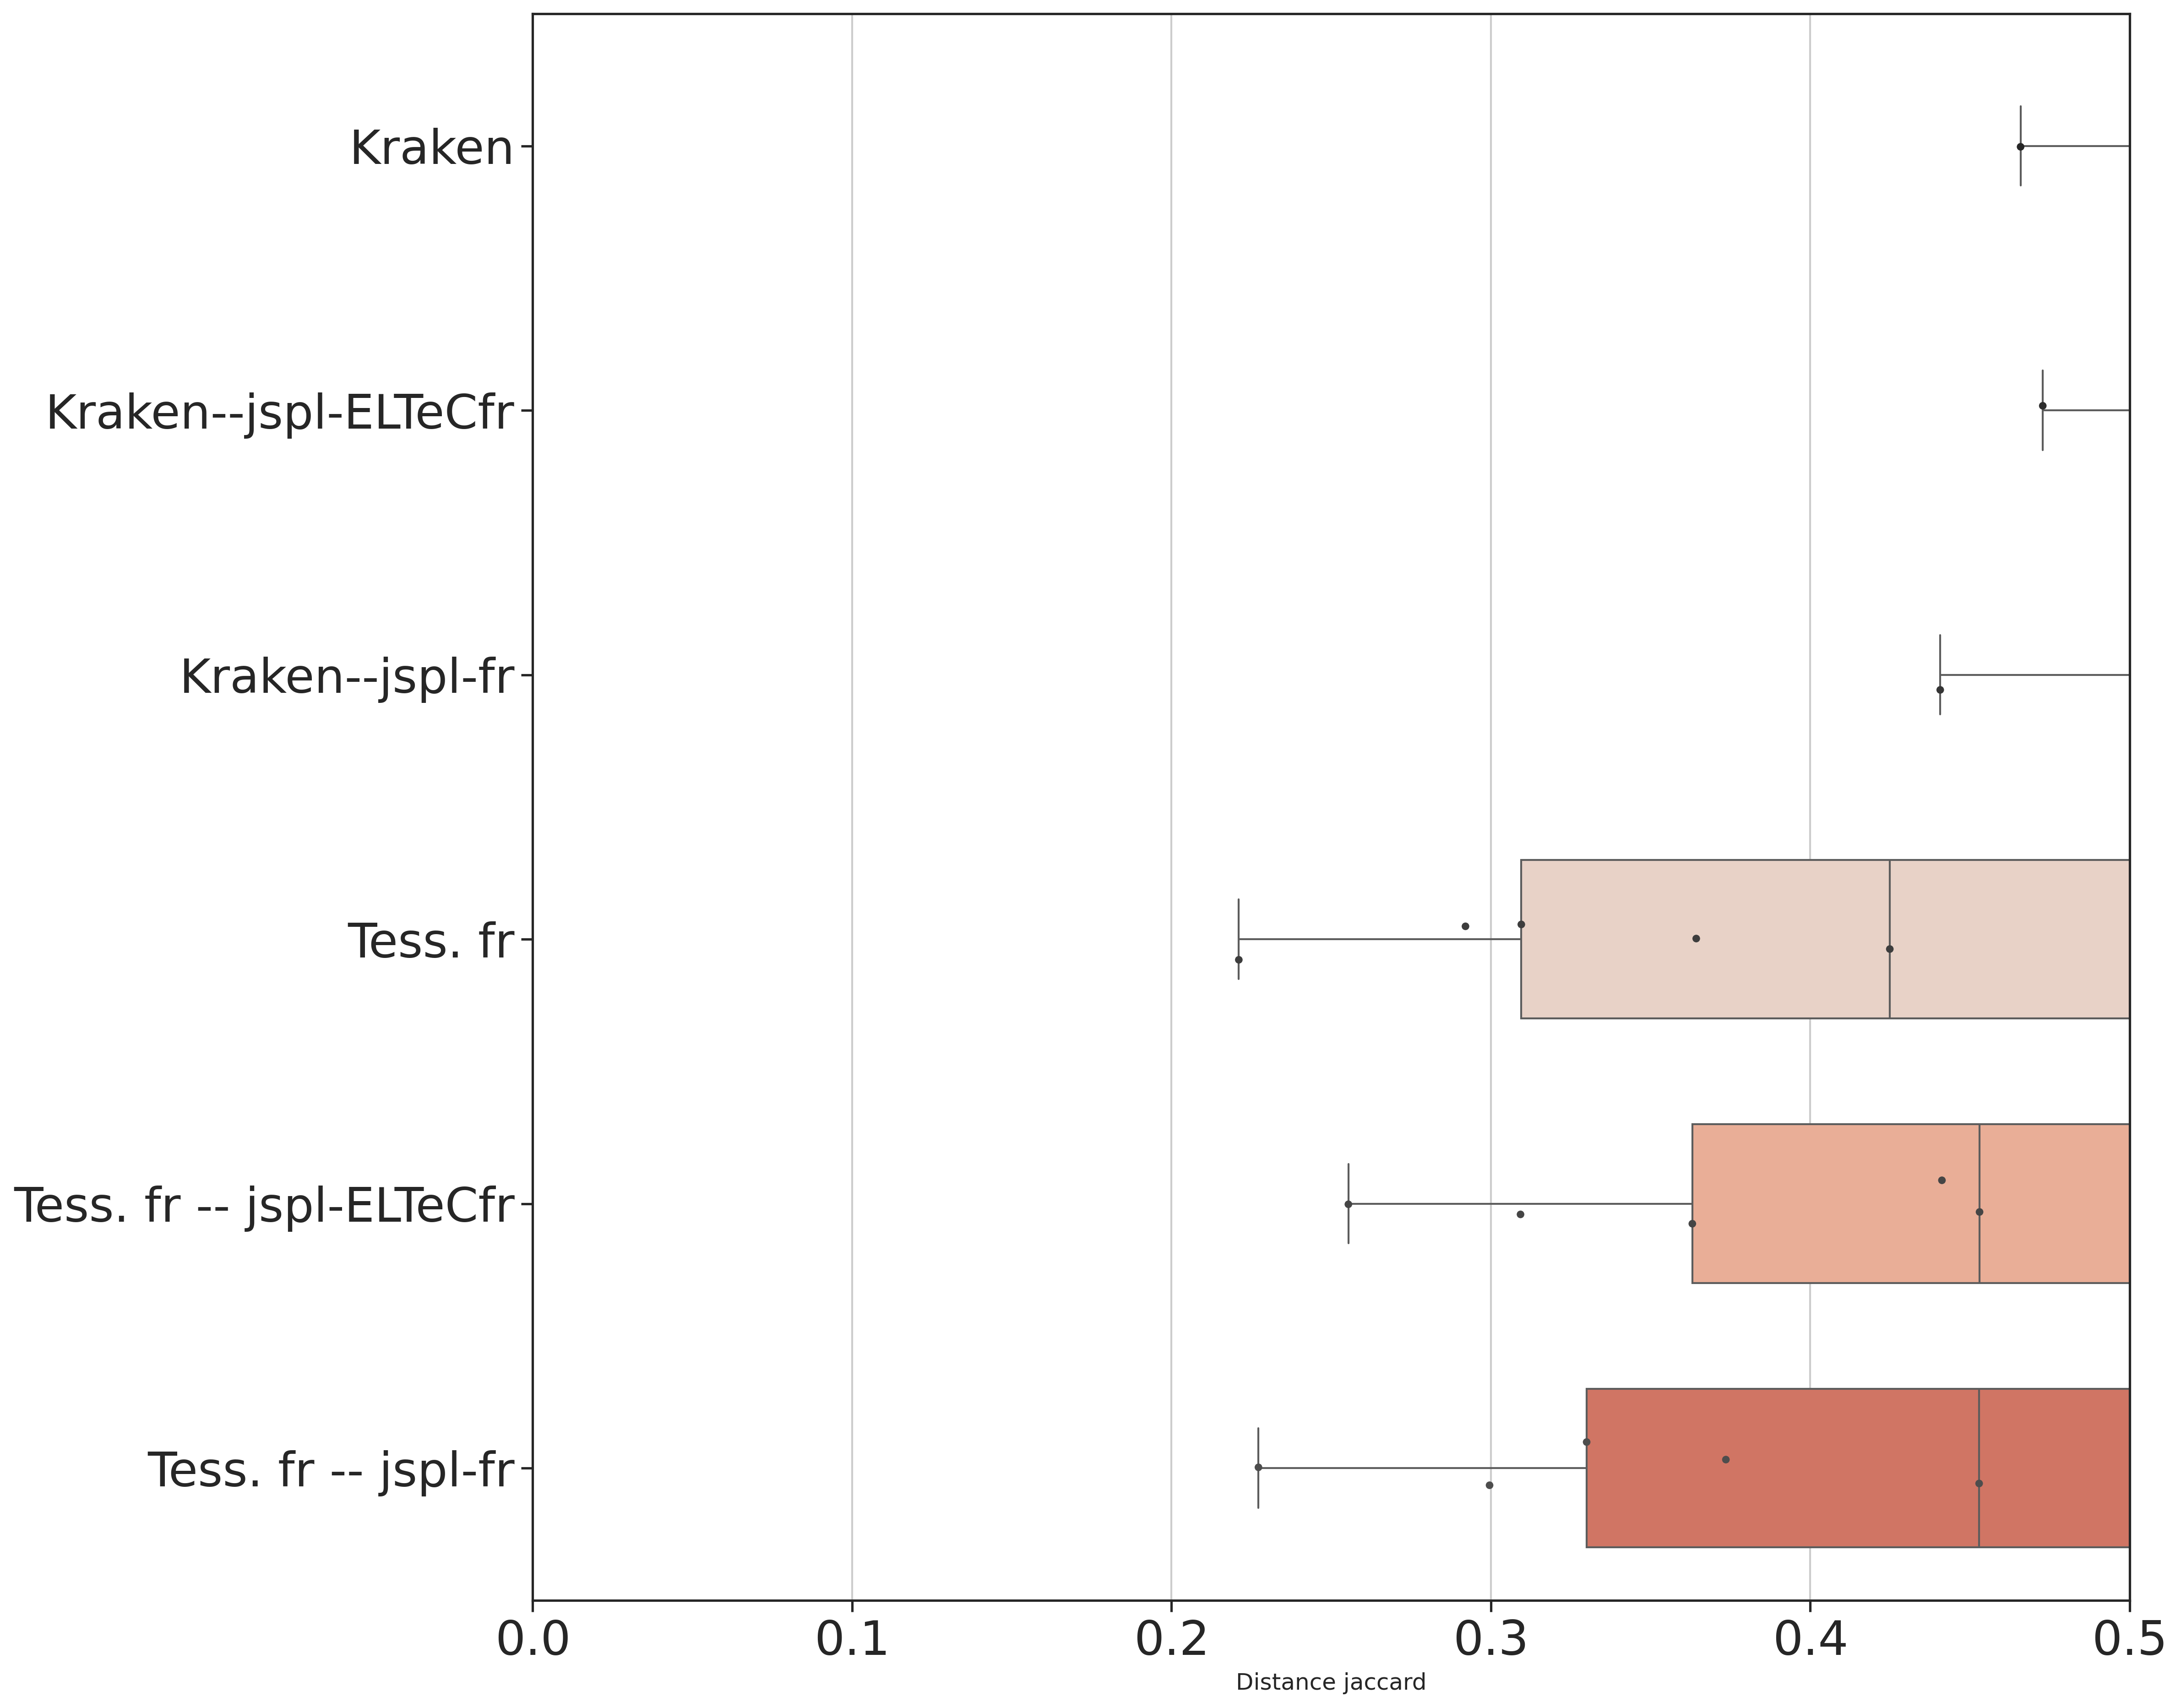 Kraken
Kraken--jspl-ELTeCfr
Kraken--jspl-fr
Tess. fr
Tess. fr -- jspl-ELTeCfr
Tess. fr -- jspl-fr
0.0 0.1 0.2 0.3 0.4 0.5
Distance jaccard